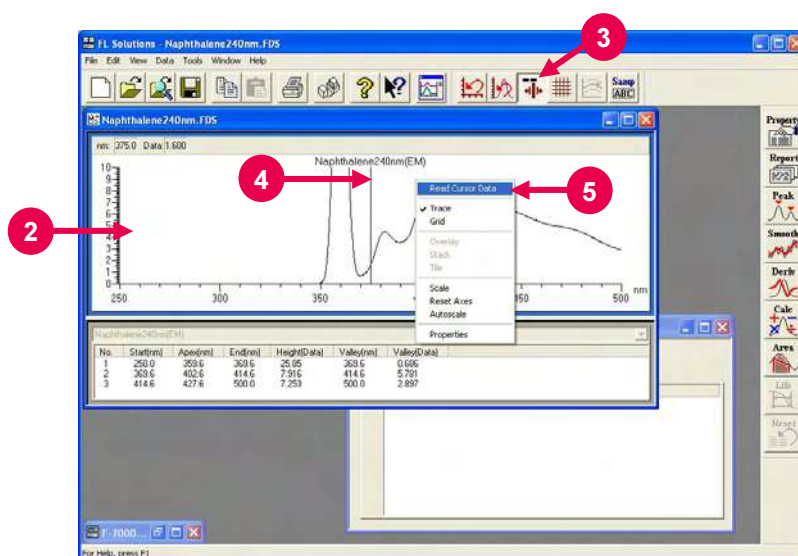 3
FL Solutions - Naphthalene240nm.FDS
File Edit View Data Tools Window Help
Samp
ABC
Naphthalene240nm.FDS
nm: 375.0 Data: 1.600
Naphthalene240nm(EM)
4
5
2
Read Cursor Data
Trace
Grid
Overlay
Stack
Tile
Scale
Reset Axes
Autoscale
Properties
10
9
8
7
6
5
4
3
2
1
0
250 300 350 500 nm
Naphthalene240nm(EM)
No. Start(nm) Apex(nm) End(nm) Height(Data) Valley(nm) Valley(Data)
1 250.0 359.6 369.6 25.85 369.6 0.686
2 369.6 402.6 414.6 7.916 414.6 5.781
3 414.6 427.6 500.0 7.253 500.0 2.897
Property
Report
Peak
Smooth
Deriv
Calc
Area
Life
Reset
F-7000...
For Help, press F1